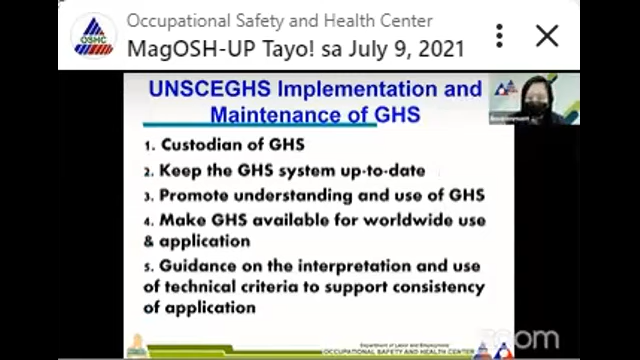 Occupational Safety and Health Center
MagOSH-UP Tayo! sa July 9, 2021
OSHC
UNSCEGHS Implementation and
Maintenance of GHS
1. Custodian of GHS
2. Keep the GHS system up-to-date
3. Promote understanding and use of GHS
4. Make GHS available for worldwide use
& application
5. Guidance on the interpretation and use
of technical criteria to support consistency
of application
Department of Labor and Employment
OCCUPATIONAL SAFETY AND HEALTH CENTER
zoom